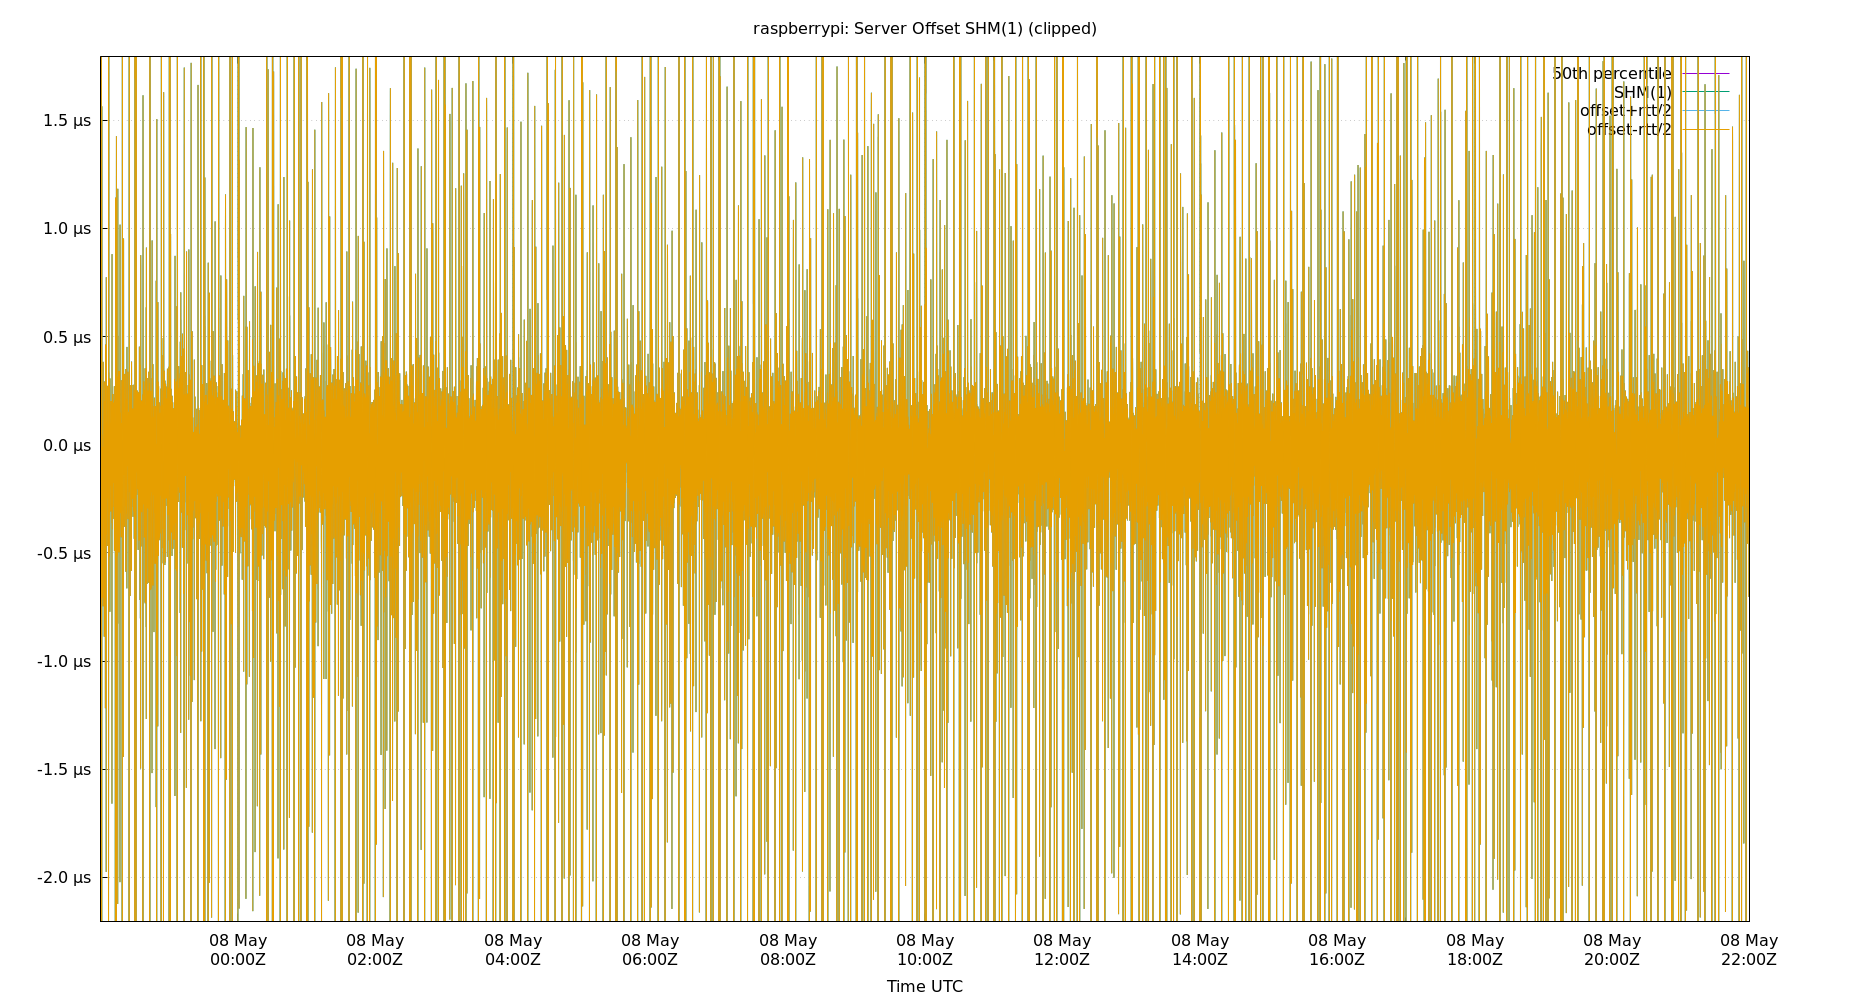 raspberrypi: Server Offset SHM(1) (clipped)
50th percentile
SHM(1)
offset+rtt/2
offset-rtt/2
1.5 µs
1.0 µs
0.5 µs
0.0 µs
-0.5 µs
-1.0 µs
-1.5 µs
-2.0 µs
08 May 08 May 08 May 08 May 08 May 08 May 08 May 08 May 08 May 08 May 08 May 08 May
00:00Z 02:00Z 04:00Z 06:00Z 08:00Z 10:00Z 12:00Z 14:00Z 16:00Z 18:00Z 20:00Z 22:00Z
Time UTC